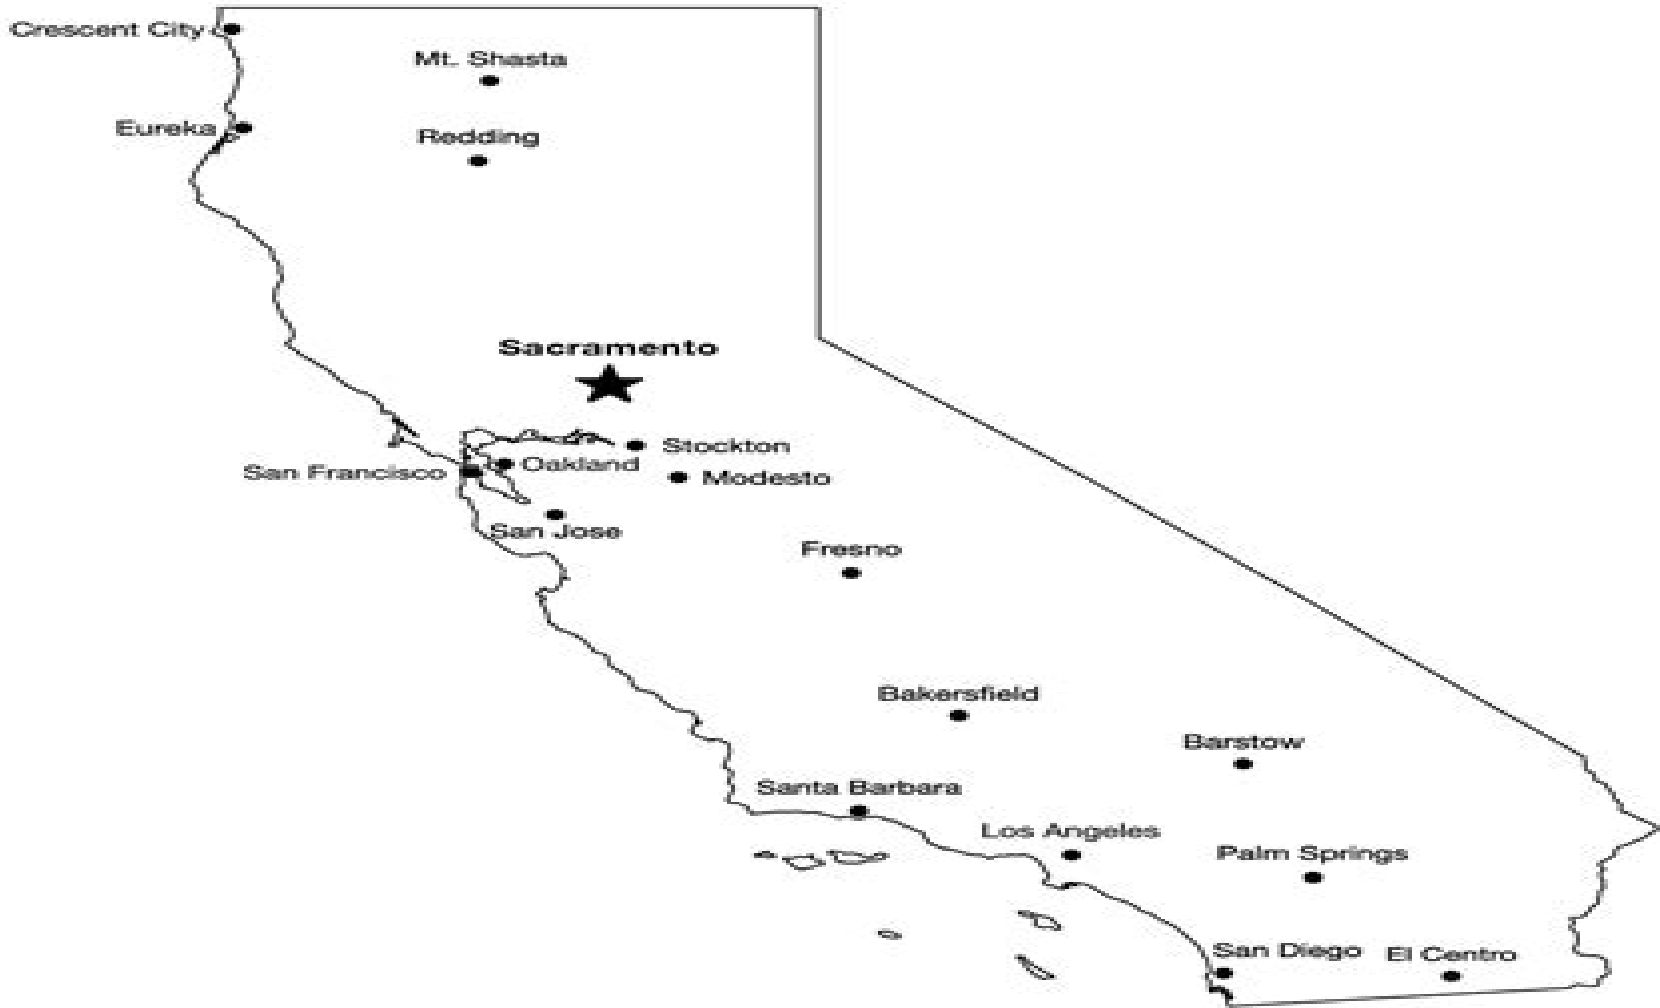 Crescent City
Mt. Shasta
Eureka
Redding
Sacramento
Stockton
Oakland
San Francisco
Modesto
San Jose
Fresno
Bakersfield
Barstow
Santa Barbara
Los Angeles
Palm Springs
San Diego
El Centro